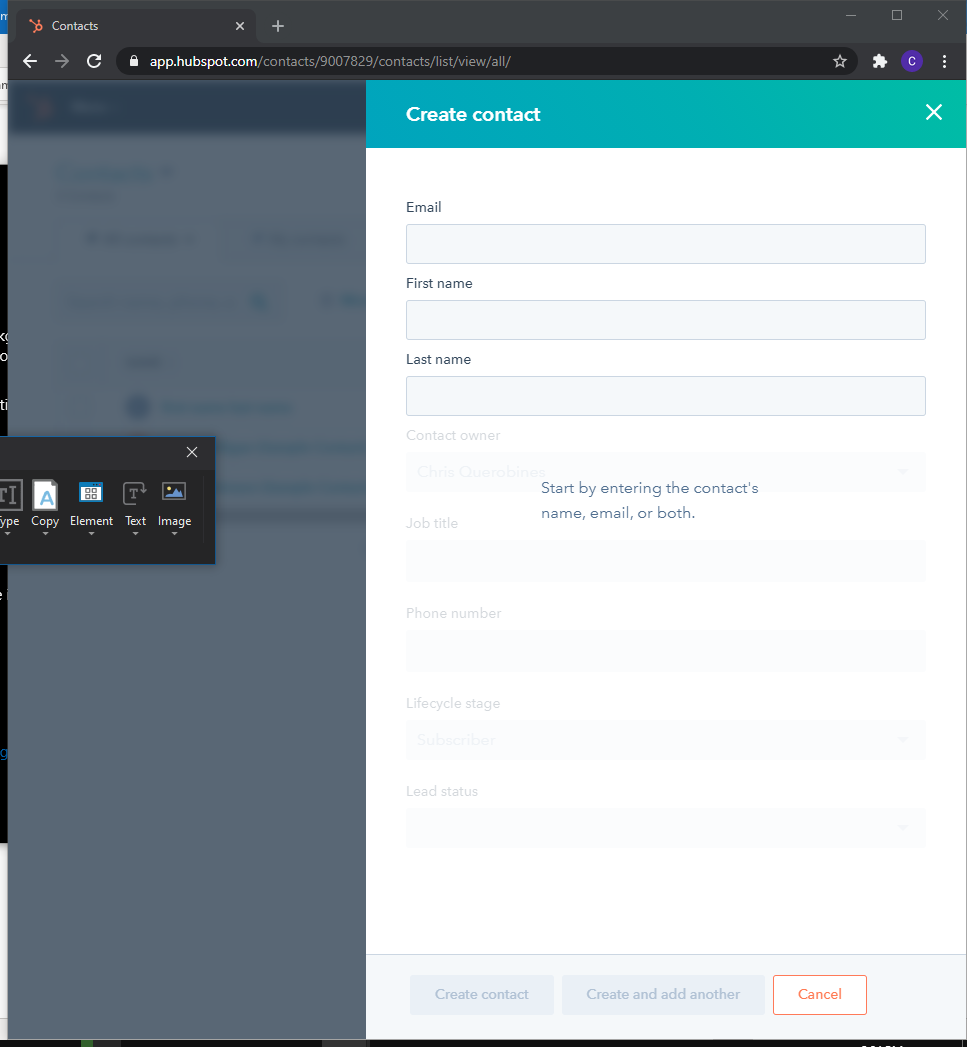 Contacts
app.hubspot.com/contacts/9007829/contacts/list/view/all/
C
Create contact
Email
First name
Last name
Contact owner
Chris Querobines
Start by entering the contact's
name, email, or both.
Job title
Phone number
Lifecycle stage
Subscriber
Lead status
Create contact
Create and add another
Cancel
Copy
Element
Text
Image